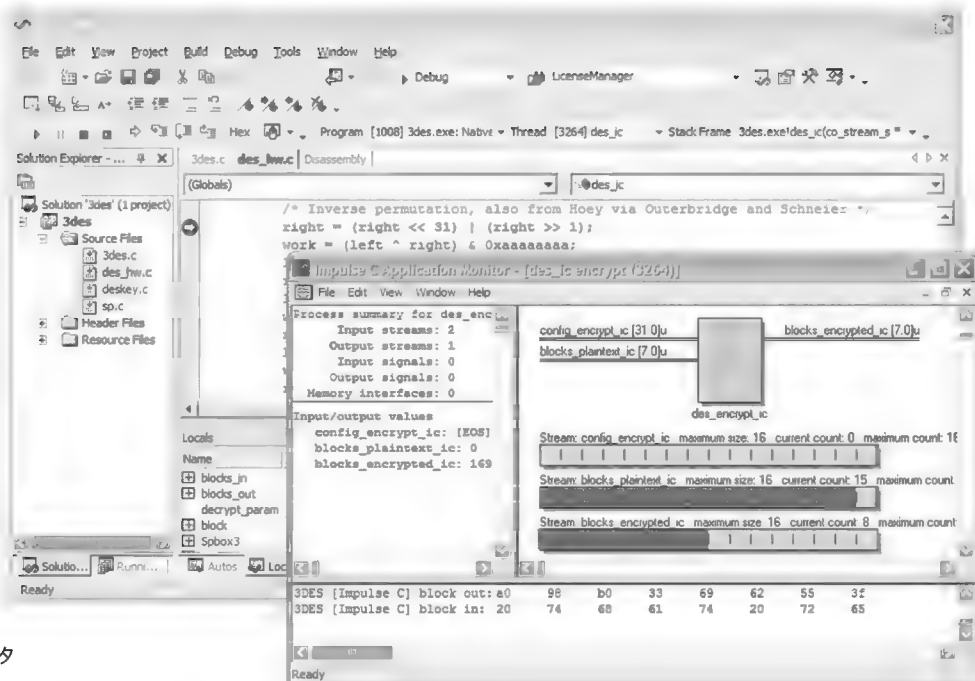 File Edit View Project Build Debug Tools Window Help
Debug LicenseManager
Hex Program [1008] 3des.exe: Native Thread [3264] des_ic Stack Frame 3des.exe!des_ic(co_stream_s *
Solution Explorer - ...
3des.c des_hw.c Disassembly
(Globals) des_ic
Solution '3des' (1 project)
3des
Source Files
3des.c
des_hw.c
deskey.c
sp.c
Header Files
Resource Files
/* Inverse permutation, also from Hoey via Outerbridge and Schneier */
right = (right << 31) | (right >> 1);
work = (left ^ right) & 0xaaaaaaaa;
Locals
Name
blocks_in
blocks_out
decrypt_param
block
Spbox3
Solutio... Runni... Autos Loc
Ready
Impulse C Application Monitor - [des_ic encrypt (3264)]
File Edit View Window Help
Process summary for des_enc
Input streams: 2
Output streams: 1
Input signals: 0
Output signals: 0
Memory interfaces: 0
Input/output values
config_encrypt_ic: [EOS]
blocks_plaintext_ic: 0
blocks_encrypted_ic: 169
config_encrypt_ic [31 0]u
blocks_plaintext_ic [7 0]u
blocks_encrypted_ic [7.0]u
des_encrypt_ic
Stream: config_encrypt_ic maximum size: 16 current count: 0 maximum count: 16
Stream: blocks_plaintext_ic maximum size: 16 current count: 15 maximum count
Stream: blocks_encrypted_ic maximum size 16 current count 8 maximum count
3DES [Impulse C] block out: a0 98 b0 33 69 62 55 3f
3DES [Impulse C] block in: 20 74 68 61 74 20 72 65
Ready
タ